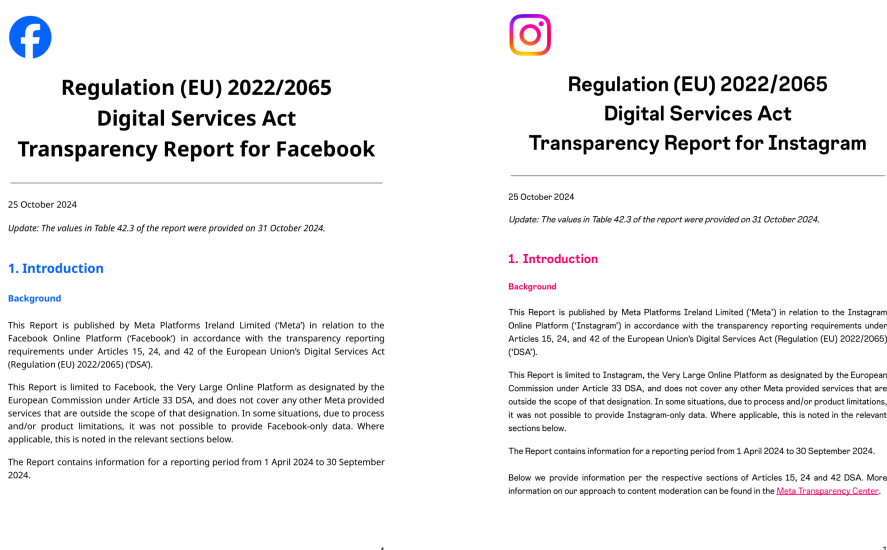 Regulation (EU) 2022/2065
Digital Services Act
Transparency Report for Facebook
25 October 2024
Update: The values in Table 42.3 of the report were provided on 31 October 2024.
1. Introduction
Background
This Report is published by Meta Platforms Ireland Limited (‘Meta’) in relation to the
Facebook Online Platform (‘Facebook’) in accordance with the transparency reporting
requirements under Articles 15, 24, and 42 of the European Union’s Digital Services Act
(Regulation (EU) 2022/2065) (‘DSA’).
This Report is limited to Facebook, the Very Large Online Platform as designated by the
European Commission under Article 33 DSA, and does not cover any other Meta provided
services that are outside the scope of that designation. In some situations, due to process
and/or product limitations, it was not possible to provide Facebook-only data. Where
applicable, this is noted in the relevant sections below.
The Report contains information for a reporting period from 1 April 2024 to 30 September
2024.
Regulation (EU) 2022/2065
Digital Services Act
Transparency Report for Instagram
25 October 2024
Update: The values in Table 42.3 of the report were provided on 31 October 2024.
1. Introduction
Background
This Report is published by Meta Platforms Ireland Limited (‘Meta’) in relation to the Instagram
Online Platform (‘Instagram’) in accordance with the transparency reporting requirements under
Articles 15, 24, and 42 of the European Union’s Digital Services Act (Regulation (EU) 2022/2065)
(‘DSA’).
This Report is limited to Instagram, the Very Large Online Platform as designated by the European
Commission under Article 33 DSA, and does not cover any other Meta provided services that are
outside the scope of that designation. In some situations, due to process and/or product limitations,
it was not possible to provide Instagram-only data. Where applicable, this is noted in the relevant
sections below.
The Report contains information for a reporting period from 1 April 2024 to 30 September 2024.
Below we provide information per the respective sections of Articles 15, 24 and 42 DSA. More
information on our approach to content moderation can be found in the Meta Transparency Center.